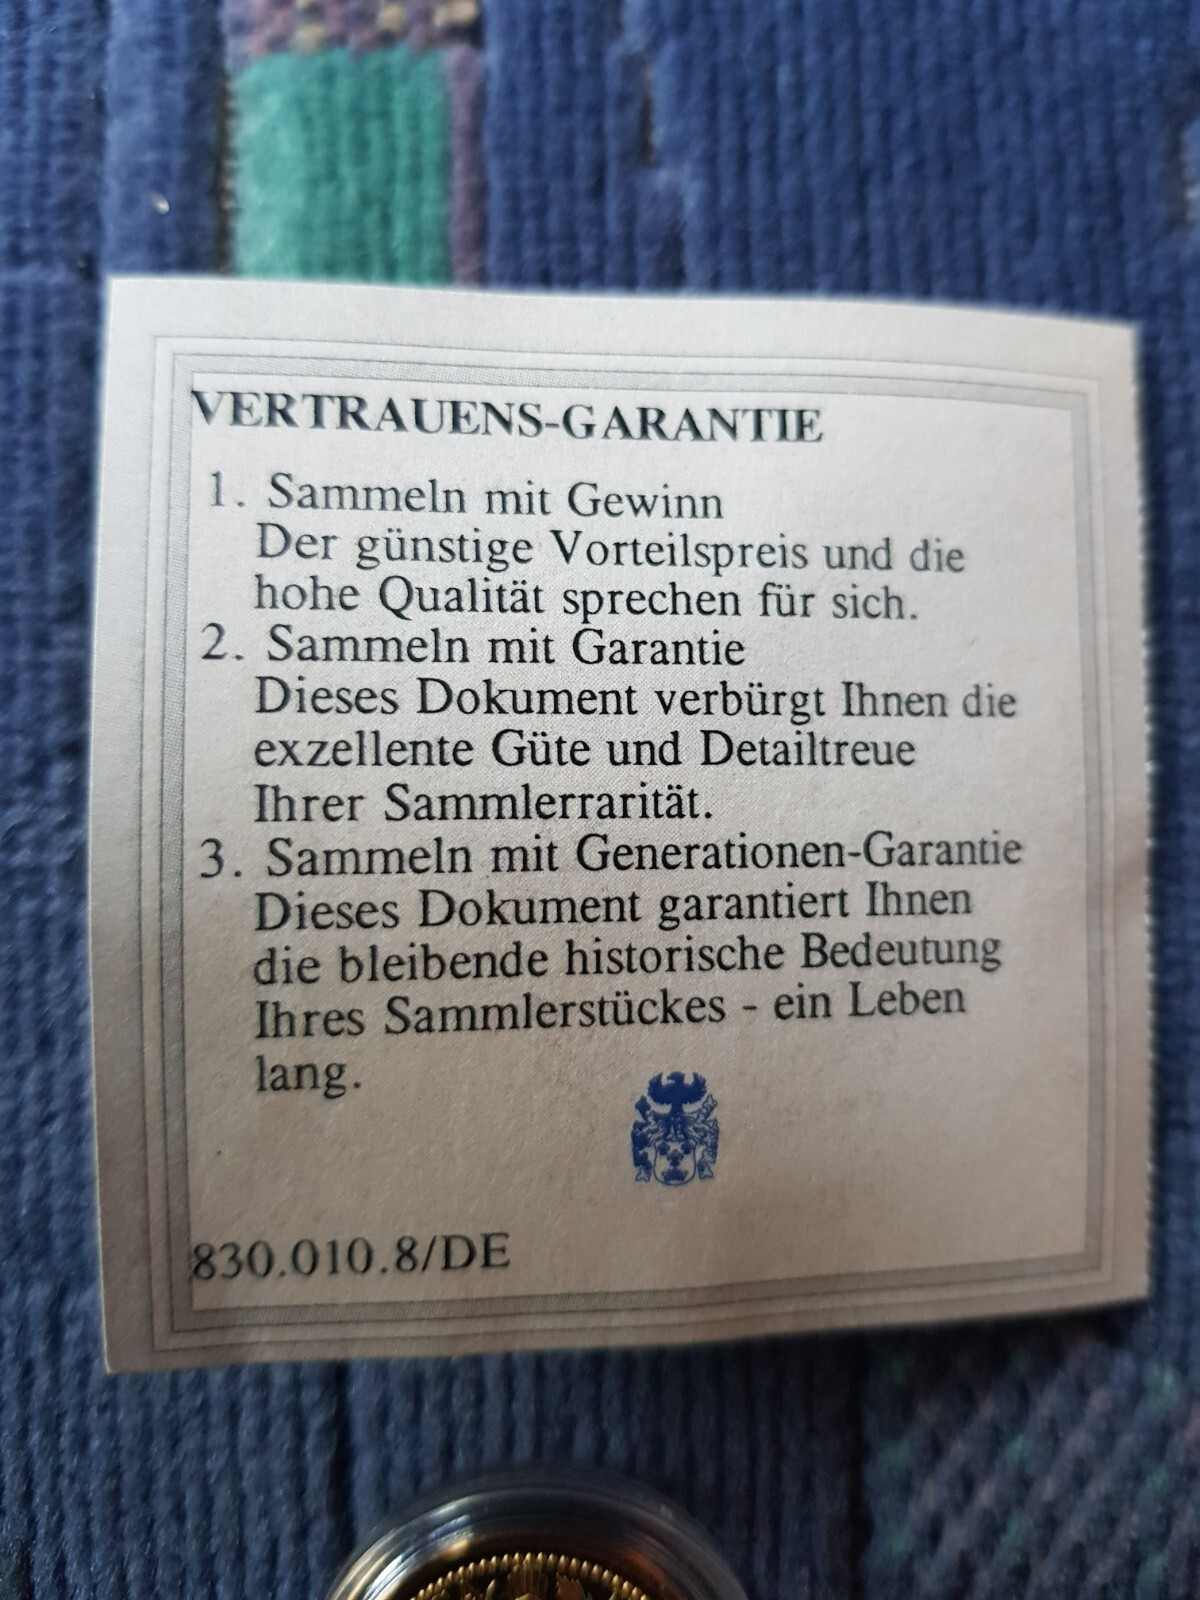 VERTRAUENS-GARANTIE
1. Sammeln mit Gewinn
Der günstige Vorteilspreis und die
hohe Qualität sprechen für sich.
2. Sammeln mit Garantie
Dieses Dokument verbürgt Ihnen die
exzellente Güte und Detailtreue
Ihrer Sammlerrarität.
3. Sammeln mit Generationen-Garantie
Dieses Dokument garantiert Ihnen
die bleibende historische Bedeutung
Ihres Sammlerstückes - ein Leben
lang.
830.010.8/DE